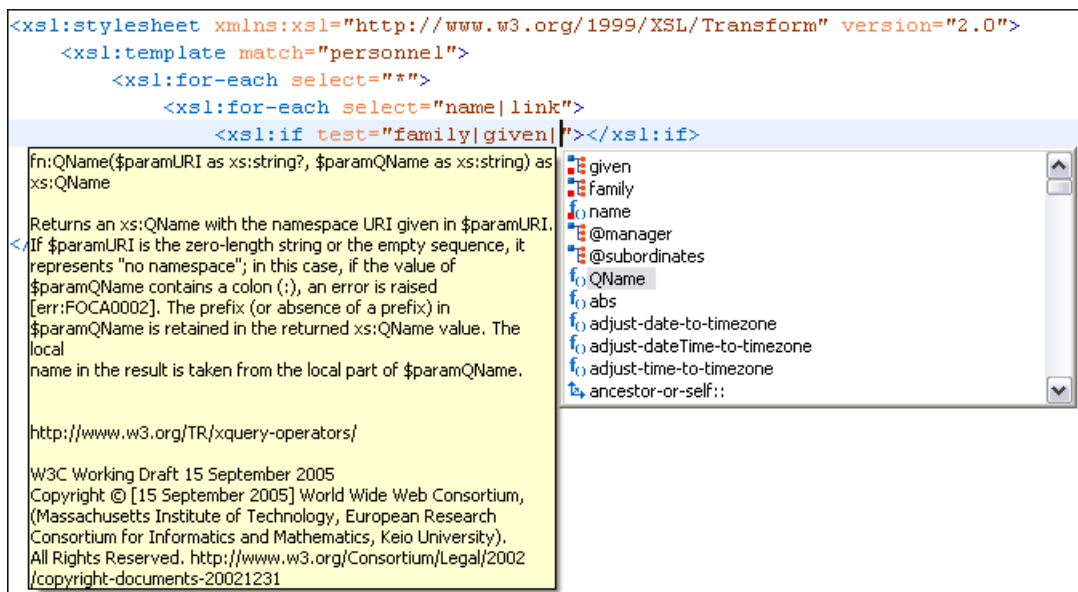 <xsl:stylesheet xmlns:xsl="http://www.w3.org/1999/XSL/Transform" version="2.0">
<xsl:template match="personnel">
<xsl:for-each select="*">
<xsl:for-each select="name|link">
<xsl:if test="family|given|"></xsl:if>
</
fn:QName($paramURI as xs:string?, $paramQName as xs:string) as
xs:QName
Returns an xs:QName with the namespace URI given in $paramURI.
If $paramURI is the zero-length string or the empty sequence, it
represents "no namespace"; in this case, if the value of
$paramQName contains a colon (:), an error is raised
[err:FOCA0002]. The prefix (or absence of a prefix) in
$paramQName is retained in the returned xs:QName value. The
local
name in the result is taken from the local part of $paramQName.
http://www.w3.org/TR/xquery-operators/
W3C Working Draft 15 September 2005
Copyright © [15 September 2005] World Wide Web Consortium,
(Massachusetts Institute of Technology, European Research
Consortium for Informatics and Mathematics, Keio University).
All Rights Reserved. http://www.w3.org/Consortium/Legal/2002
/copyright-documents-20021231
given
family
f() name
@manager
@subordinates
f() QName
f() abs
f() adjust-date-to-timezone
f() adjust-dateTime-to-timezone
f() adjust-time-to-timezone
ancestor-or-self::